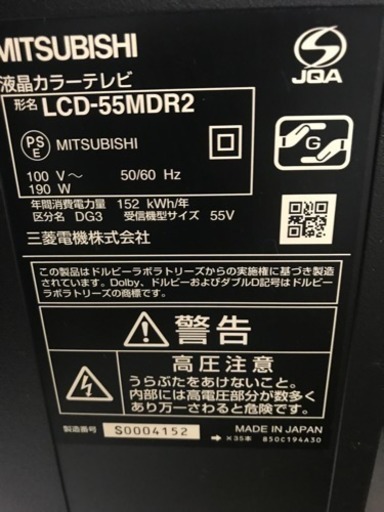 MITSUBISHI
JQA
液晶カラーテレビ
形名 LCD-55MDR2
PS
E MITSUBISHI
G
100 V～ 50/60 Hz
190 W
年間消費電力量 152 kWh/年
区分名 DG3 受信機型サイズ 55V
三菱電機株式会社
この製品はドルビーラボラトリーズからの実施権に基づき製造
されています。Dolby、ドルビーおよびダブルD記号はドルビー
ラボラトリーズの商標です。
警告
高圧注意
うらぶたをあけないこと。
内部には高電圧部分が数多く
あり万一さわると危険です。
製造番号 S0004152 ➔ ×35本 850C194A30
MADE IN JAPAN